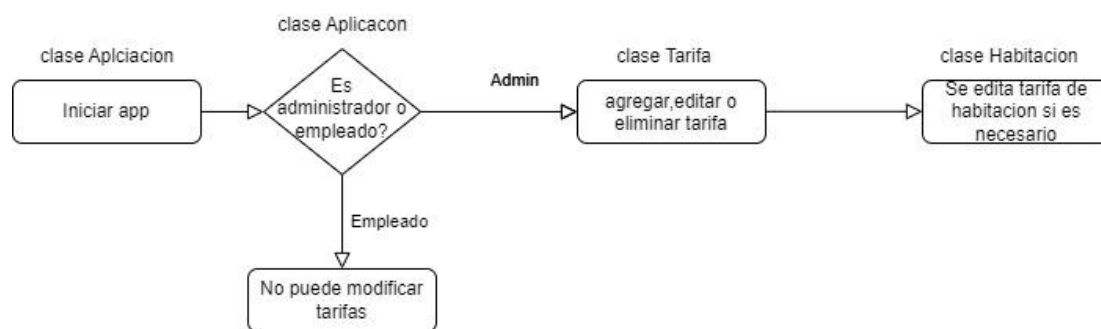 clase Aplciacion
Iniciar app
clase Aplicacon
Es
administrador o
empleado?
Admin
clase Tarifa
agregar,editar o
eliminar tarifa
clase Habitacion
Se edita tarifa de
habitacion si es
necesario
Empleado
No puede modificar
tarifas